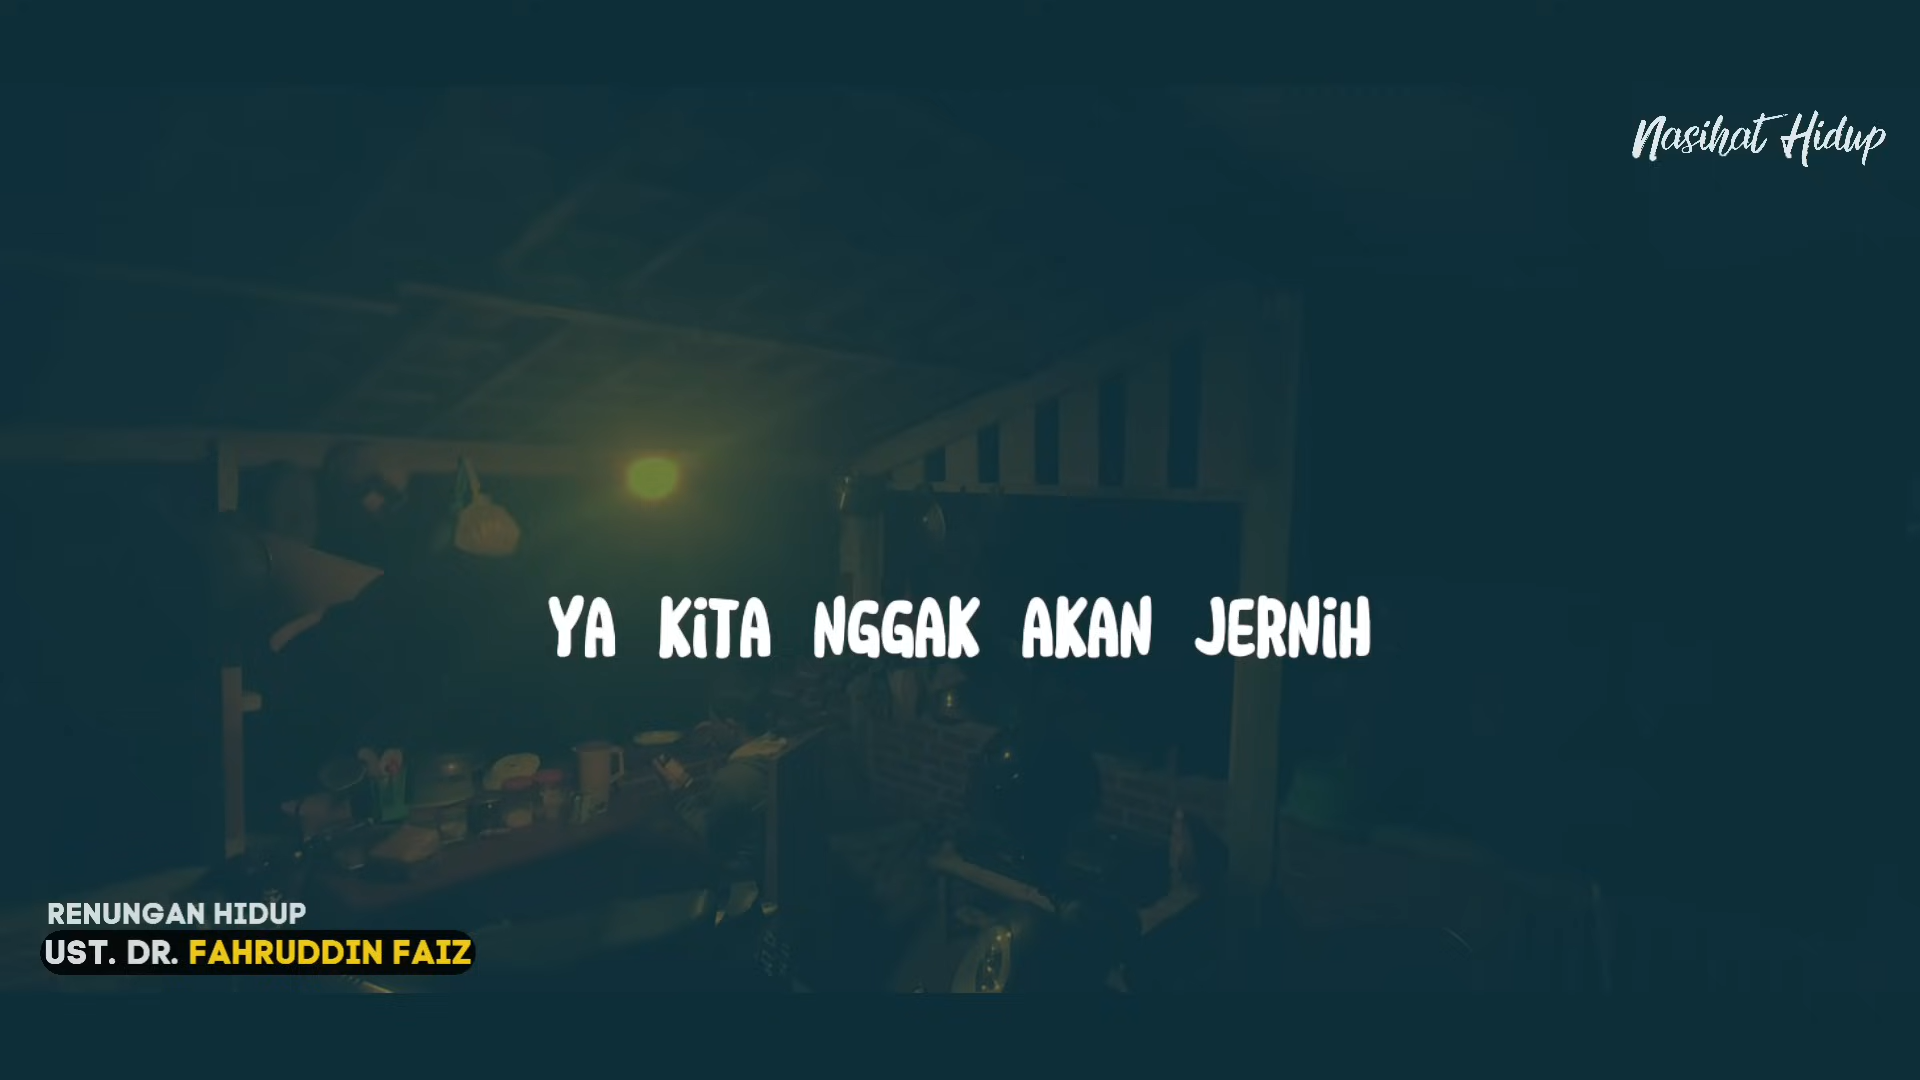 Nasihat Hidup
YA KiTA NGGAK AKAN JERNiH
RENUNGAN HIDUP
UST. DR. FAHRUDDIN FAIZ